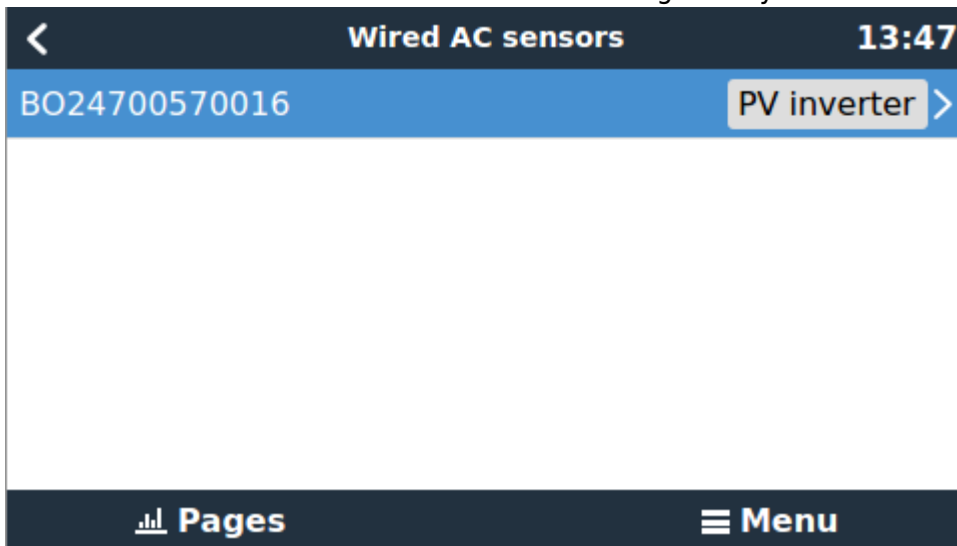 Wired AC sensors 13:47
BO24700570016 PV inverter
Pages Menu